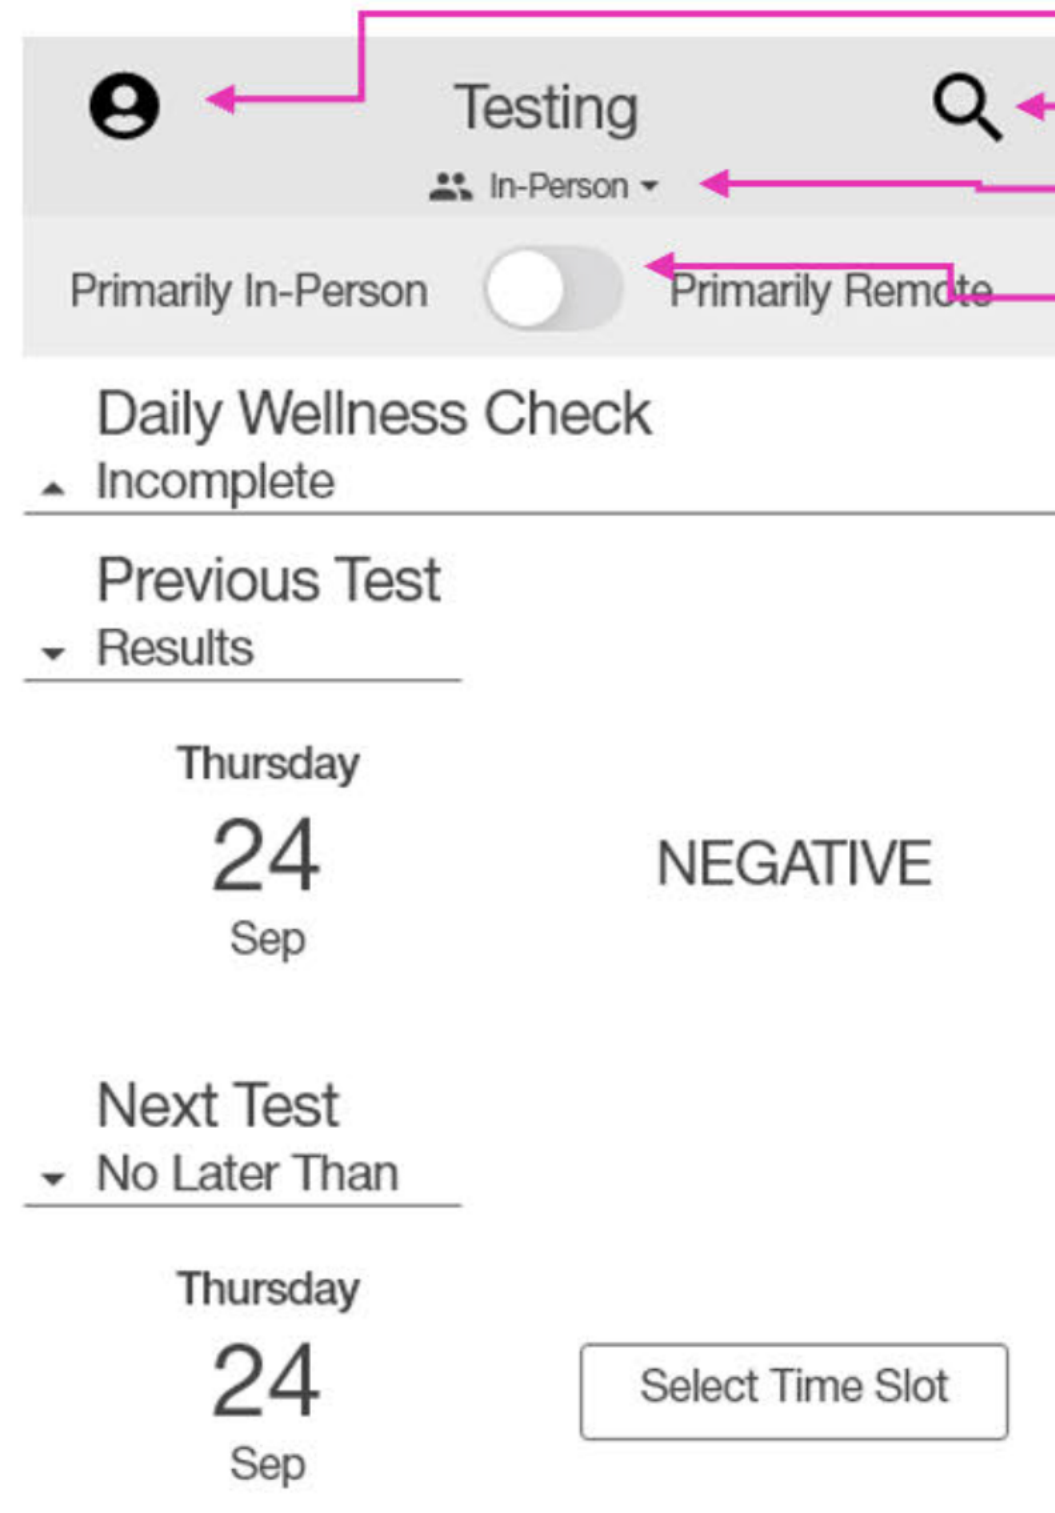 Testing
In-Person
Primarily In-Person Primarily Remote
Daily Wellness Check
Incomplete
Previous Test
Results
Thursday
24
Sep
NEGATIVE
Next Test
No Later Than
Thursday
24
Sep
Select Time Slot